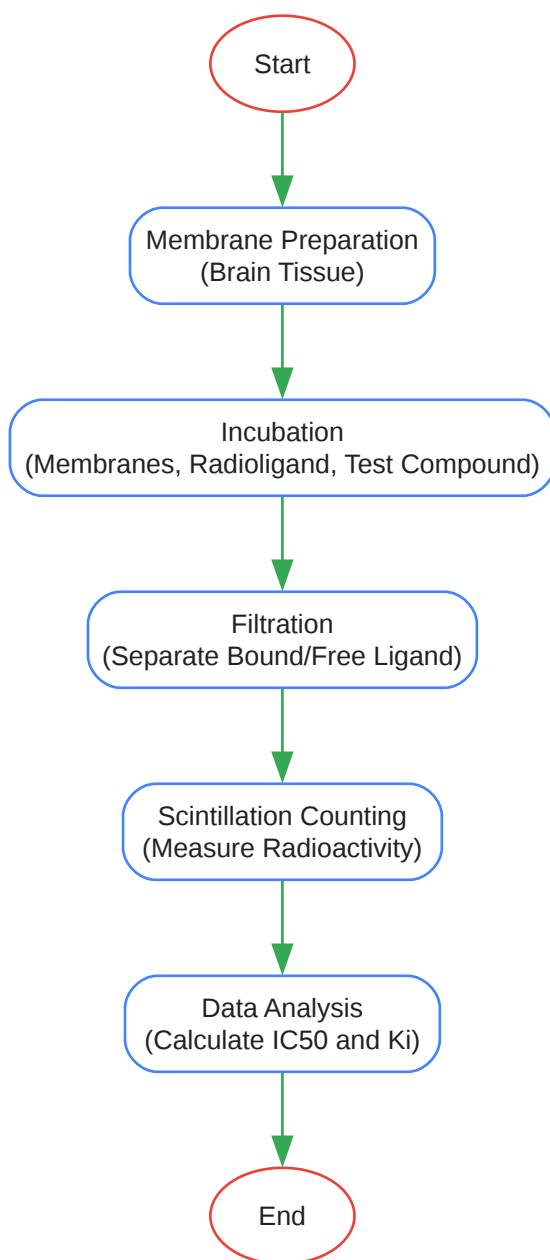 Start
Membrane Preparation
(Brain Tissue)
Incubation
(Membranes, Radioligand, Test Compound)
Filtration
(Separate Bound/Free Ligand)
Scintillation Counting
(Measure Radioactivity)
Data Analysis
(Calculate IC50 and Ki)
End